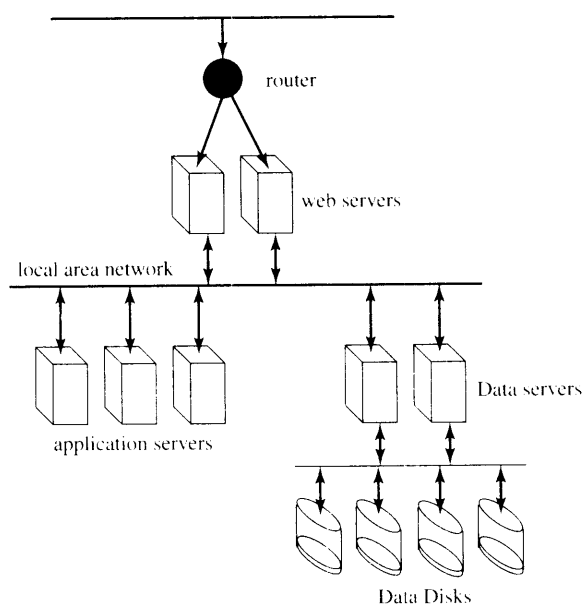 router
web servers
local area network
Data servers
application servers
Data Disks